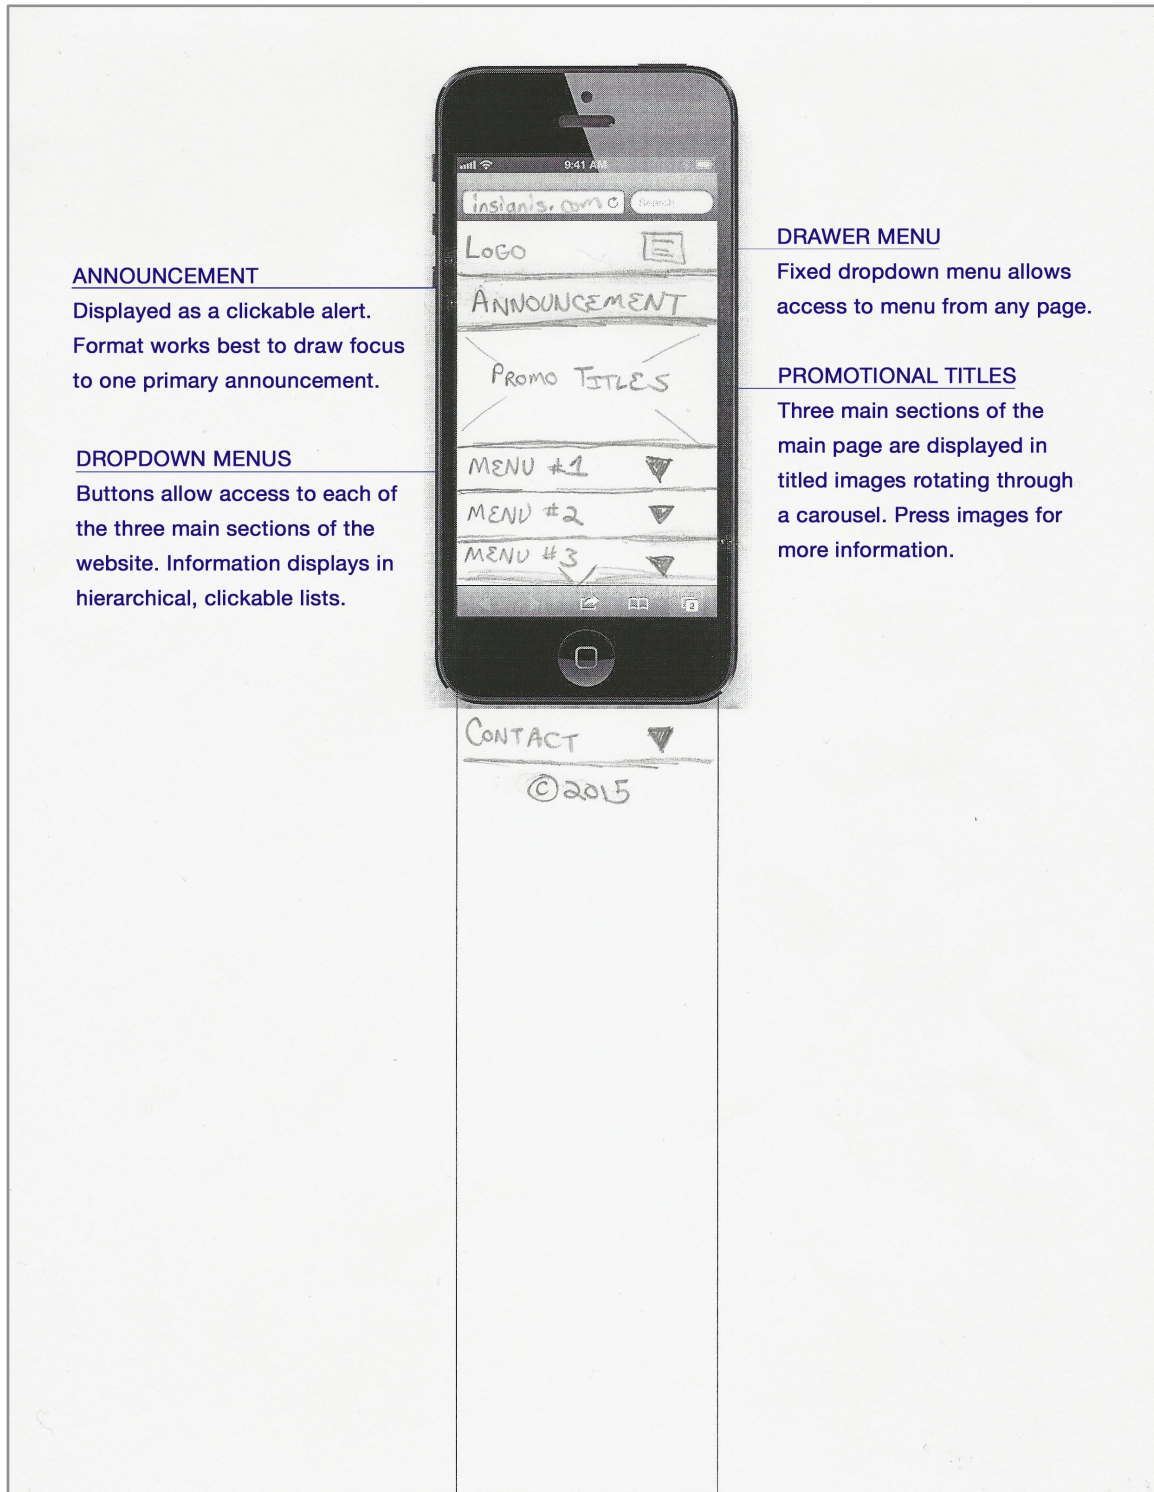 9:41 AM
insianis.com
Search
LOGO
ANNOUNCEMENT
PROMO TITLES
MENU #1
MENU #2
MENU #3
2
CONTACT
©2015
ANNOUNCEMENT
Displayed as a clickable alert.
Format works best to draw focus
to one primary announcement.
DROPDOWN MENUS
Buttons allow access to each of
the three main sections of the
website. Information displays in
hierarchical, clickable lists.
DRAWER MENU
Fixed dropdown menu allows
access to menu from any page.
PROMOTIONAL TITLES
Three main sections of the
main page are displayed in
titled images rotating through
a carousel. Press images for
more information.